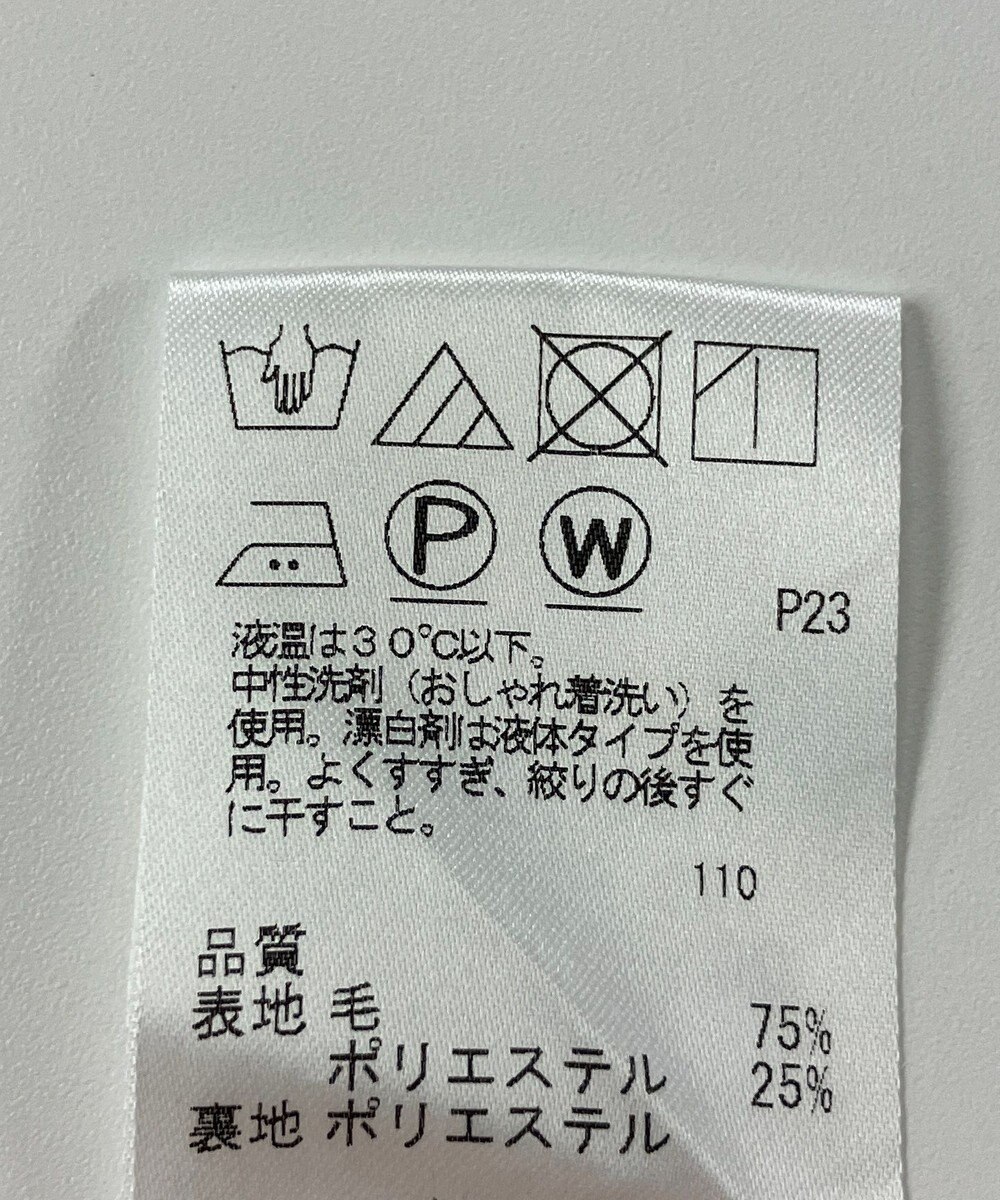 P
W
P23
液温は30℃以下。
中性洗剤(おしゃれ着洗い)を
使用。漂白剤は液体タイプを使
用。よくすすぎ、絞りの後すぐ
に干すこと。
110
品質
表地 毛 75%
ポリエステル 25%
裏地 ポリエステル